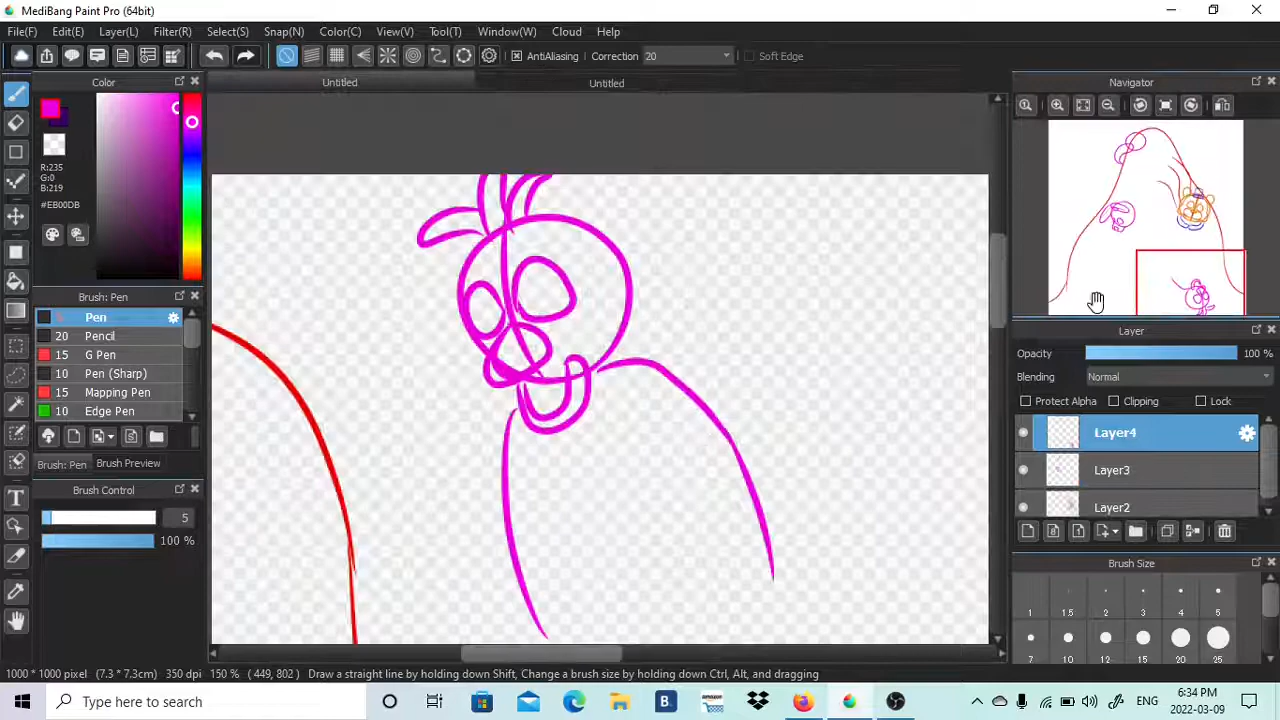 MediBang Paint Pro (64bit)
File(F) Edit(E) Layer(L) Filter(R) Select(S) Snap(N) Color(C) View(V) Tool(T) Window(W) Cloud Help
AntiAliasing Correction 20 Soft Edge
Color
Untitled
Untitled
Navigator
R:235
G:0
B:219
#EB00DB
Brush: Pen
Pen
20 Pencil
15 G Pen
10 Pen (Sharp)
15 Mapping Pen
10 Edge Pen
Brush: Pen Brush Preview
Brush Control
5
100 %
Layer
Opacity 100 %
Blending Normal
Protect Alpha Clipping Lock
Layer4
Layer3
Layer2
Brush Size
1 1.5 2 3 4 5
7 10 12 15 20 25
1000 * 1000 pixel (7.3 * 7.3cm) 350 dpi 150 % ( 449, 802 ) Draw a straight line by holding down Shift, Change a brush size by holding down Ctrl, Alt, and dragging
Type here to search
B.
ENG
6:34 PM
2022-03-09